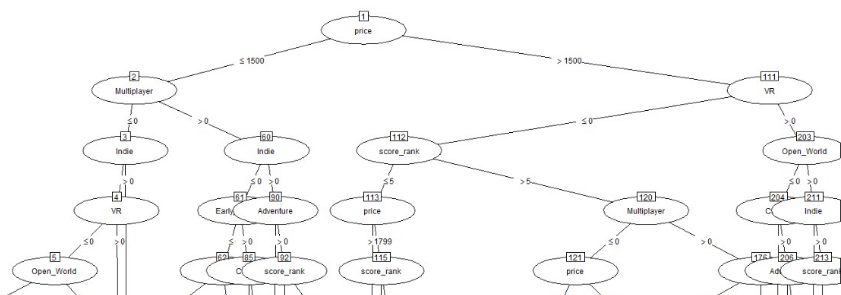 1
price
≤ 1500 > 1500
2 111
Multiplayer VR
≤ 0 > 0 ≤ 0 > 0
3 60 112 203
Indie Indie score_rank Open_World
≤ 0 > 0 ≤ 5 > 5
4 61 90 113 120 204 211
VR Early Adventure price Multiplayer C Indie
≤ 0 > 0 ≤ > 0 > 0 > 1799 ≤ 0 > 0 > 0 > 0
5 62 85 92 115 121 176 206 213
Open_World C score_rank score_rank price Adv score_rank